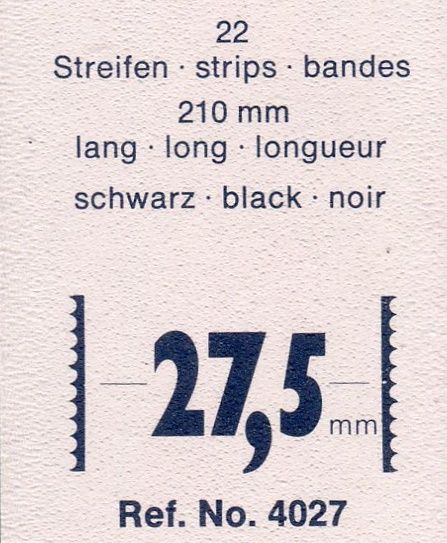 22
Streifen · strips · bandes
210 mm
lang · long · longueur
schwarz · black · noir
27,5 mm
Ref. No. 4027